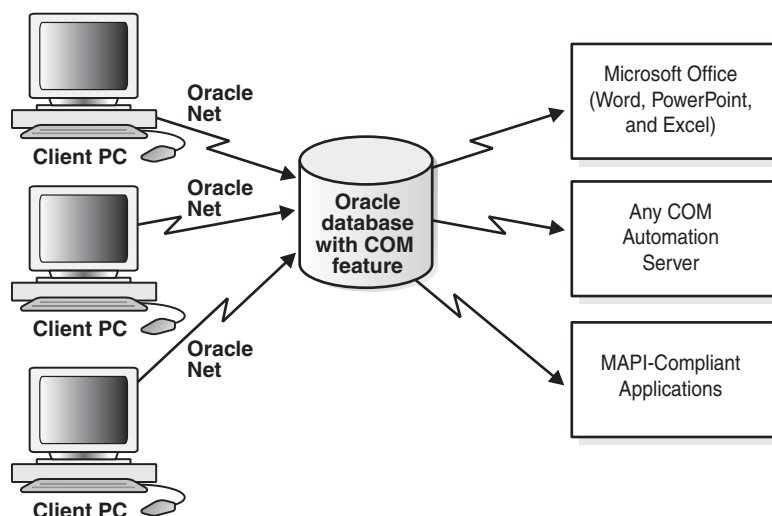 Oracle
Net
Client PC
Oracle
Net
Client PC
Oracle
Net
Client PC
Oracle
database
with COM
feature
Microsoft Office
(Word, PowerPoint,
and Excel)
Any COM
Automation
Server
MAPI-Compliant
Applications